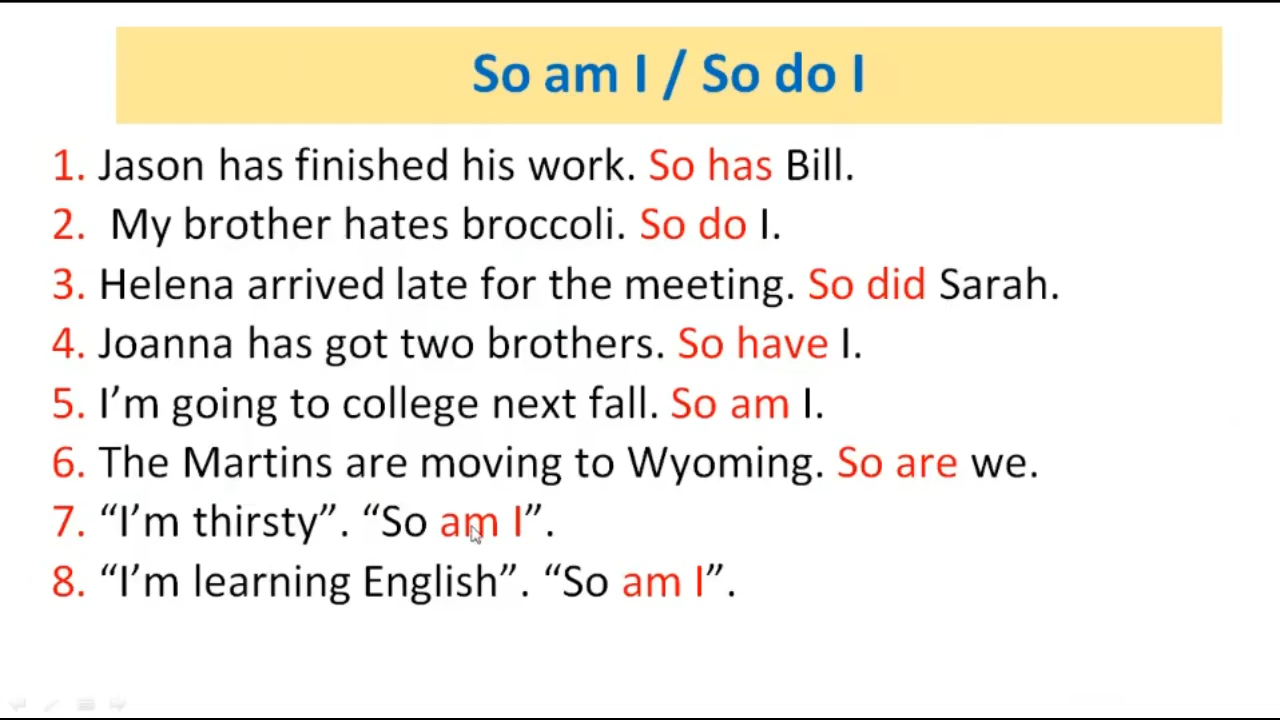 So am I / So do I
1. Jason has finished his work. So has Bill.
2. My brother hates broccoli. So do I.
3. Helena arrived late for the meeting. So did Sarah.
4. Joanna has got two brothers. So have I.
5. I’m going to college next fall. So am I.
6. The Martins are moving to Wyoming. So are we.
7. “I’m thirsty”. “So am I”.
8. “I’m learning English”. “So am I”.